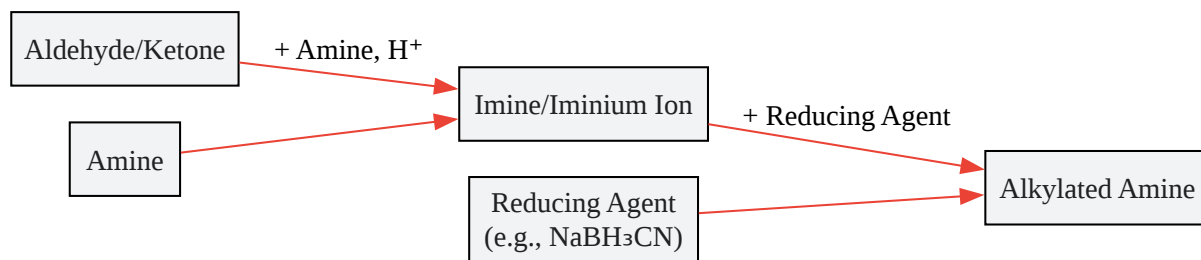 Aldehyde/Ketone
+ Amine, H⁺
Amine
Imine/Iminium Ion
+ Reducing Agent
Reducing Agent
(e.g., NaBH₃CN)
Alkylated Amine